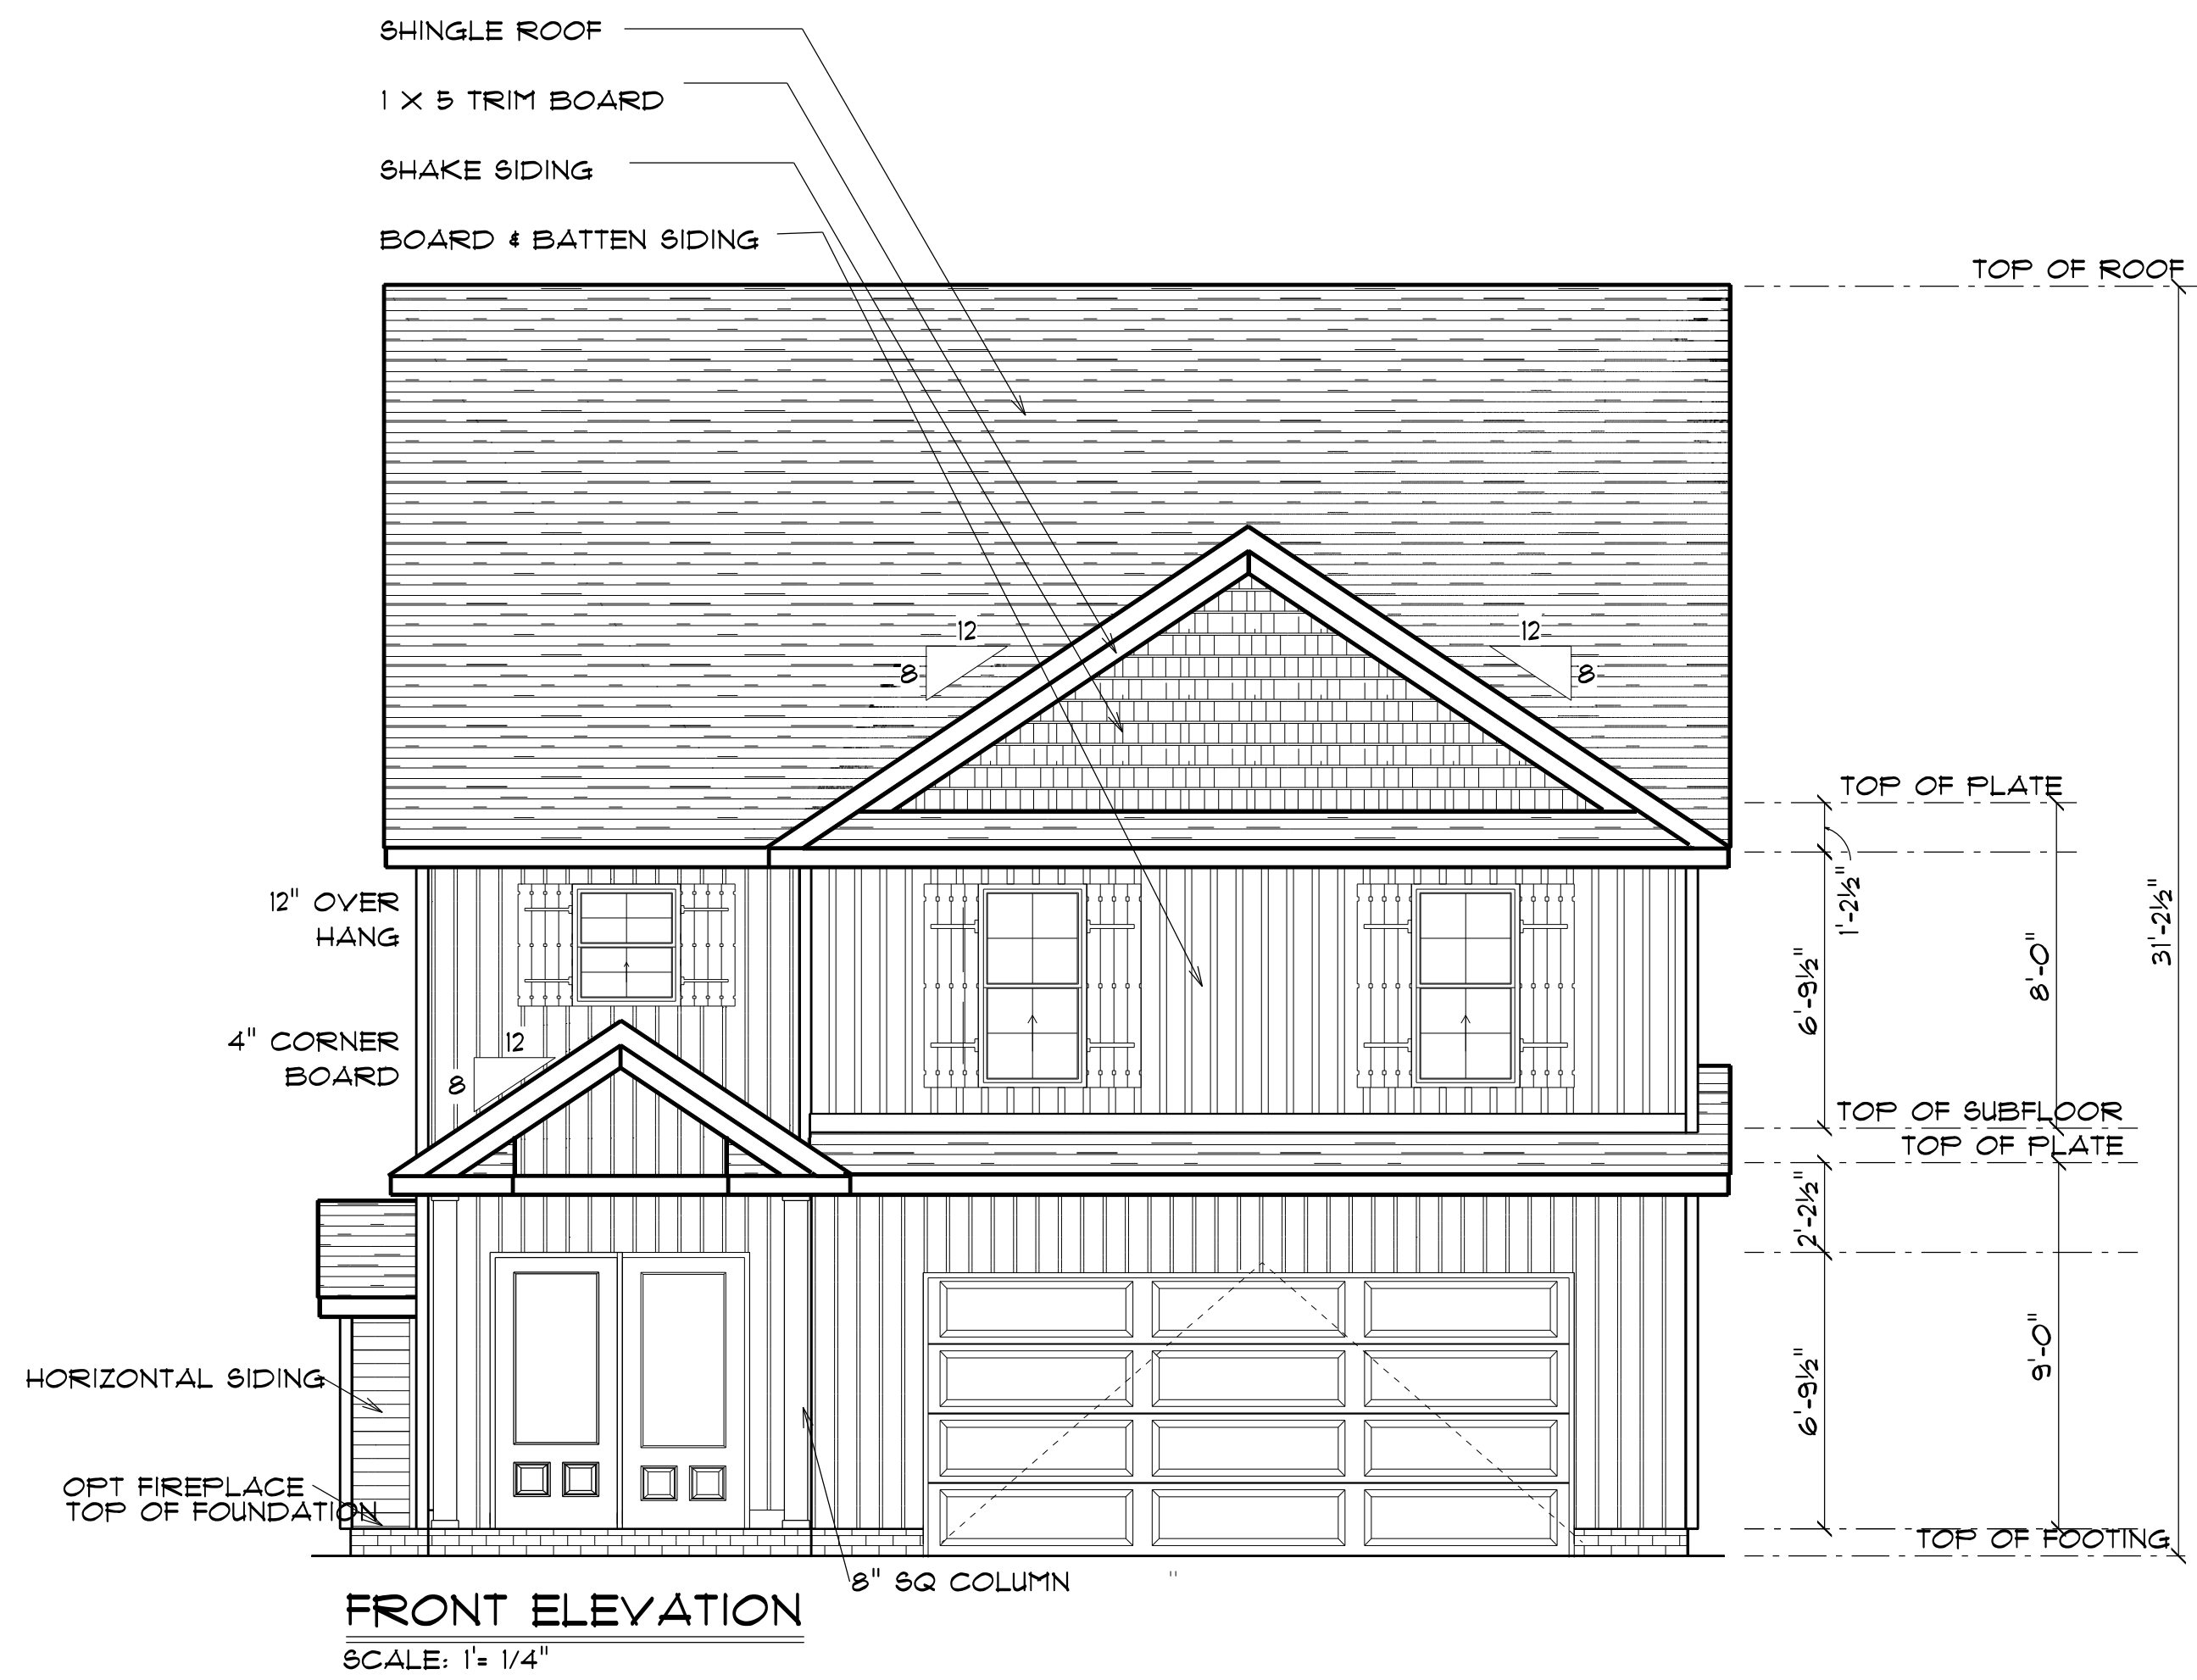 SHINGLE ROOF
1 X 5 TRIM BOARD
SHAKE SIDING
BOARD & BATTEN SIDING
TOP OF ROOF
12
8
12
8
TOP OF PLATE
1'-2½"
6'-9½"
8'-0"
31'-2½"
12" OVER
HANG
4" CORNER
BOARD
12
8
TOP OF SUBFLOOR
TOP OF PLATE
2'-2½"
6'-9½"
9'-0"
HORIZONTAL SIDING
OPT FIREPLACE
TOP OF FOUNDATION
TOP OF FOOTING
8" SQ COLUMN
"
FRONT ELEVATION
SCALE: 1'= 1/4"